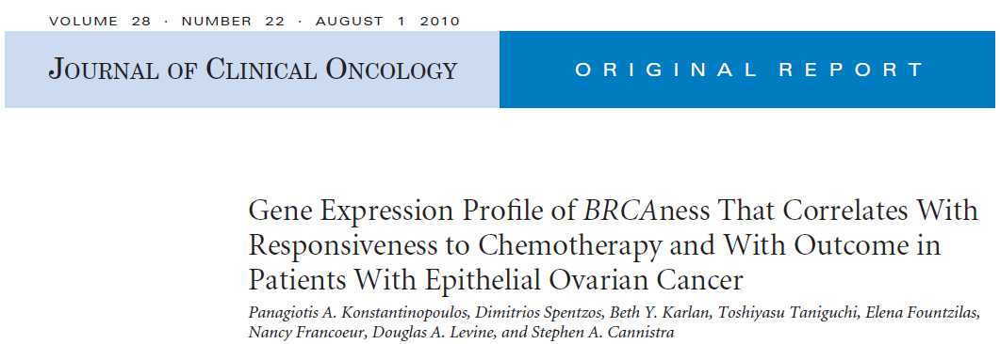 VOLUME 28 · NUMBER 22 · AUGUST 1 2010
JOURNAL OF CLINICAL ONCOLOGY
ORIGINAL REPORT
Gene Expression Profile of BRCAness That Correlates With
Responsiveness to Chemotherapy and With Outcome in
Patients With Epithelial Ovarian Cancer
Panagiotis A. Konstantinopoulos, Dimitrios Spentzos, Beth Y. Karlan, Toshiyasu Taniguchi, Elena Fountzilas,
Nancy Francoeur, Douglas A. Levine, and Stephen A. Cannistra